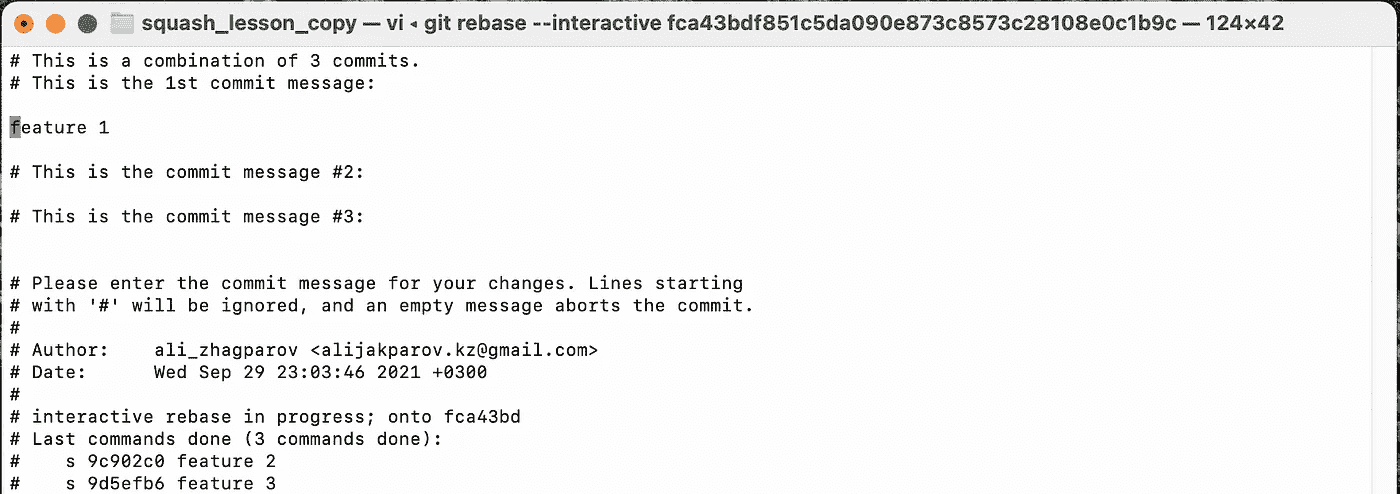 squash_lesson_copy — vi ◂ git rebase --interactive fca43bdf851c5da090e873c8573c28108e0c1b9c — 124×42
# This is a combination of 3 commits.
# This is the 1st commit message:
feature 1
# This is the commit message #2:
# This is the commit message #3:
# Please enter the commit message for your changes. Lines starting
# with '#' will be ignored, and an empty message aborts the commit.
#
# Author:    ali_zhagparov <alijakparov.kz@gmail.com>
# Date:      Wed Sep 29 23:03:46 2021 +0300
#
# interactive rebase in progress; onto fca43bd
# Last commands done (3 commands done):
#    s 9c902c0 feature 2
#    s 9d5efb6 feature 3